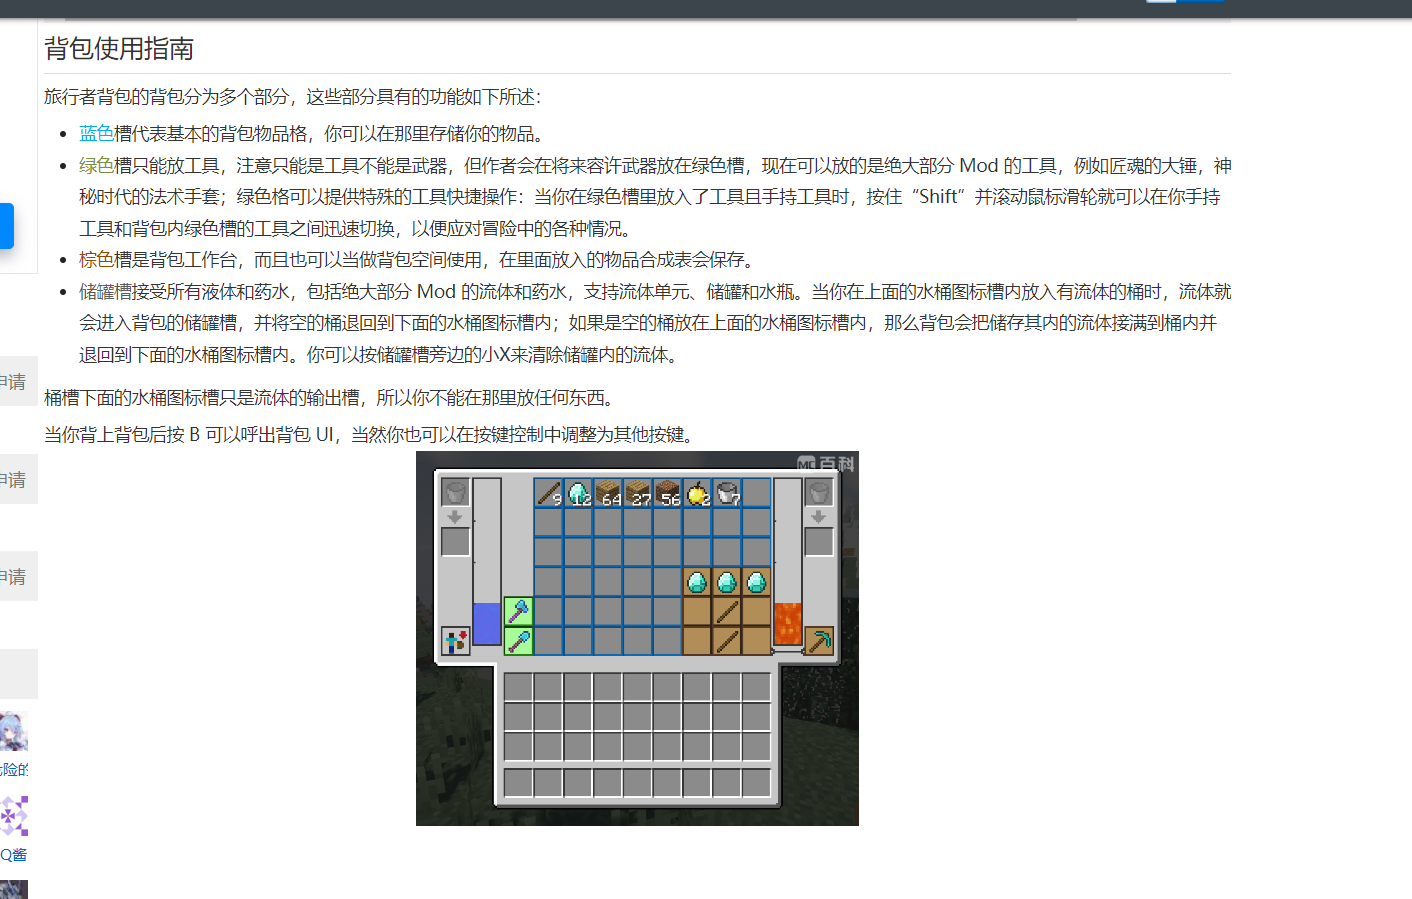 背包使用指南
旅行者背包的背包分为多个部分，这些部分具有的功能如下所述：
蓝色槽代表基本的背包物品格，你可以在那里存储你的物品。
绿色槽只能放工具，注意只能是工具不能是武器，但作者会在将来容许武器放在绿色槽，现在可以放的是绝大部分 Mod 的工具，例如匠魂的大锤，神
秘时代的法术手套；绿色格可以提供特殊的工具快捷操作：当你在绿色槽里放入了工具且手持工具时，按住“Shift”并滚动鼠标滑轮就可以在你手持
工具和背包内绿色槽的工具之间迅速切换，以便应对冒险中的各种情况。
棕色槽是背包工作台，而且也可以当做背包空间使用，在里面放入的物品合成表会保存。
储罐槽接受所有液体和药水，包括绝大部分 Mod 的流体和药水，支持流体单元、储罐和水瓶。当你在上面的水桶图标槽内放入有流体的桶时，流体就
会进入背包的储罐槽，并将空的桶退回到下面的水桶图标槽内；如果是空的桶放在上面的水桶图标槽内，那么背包会把储存其内的流体接满到桶内并
退回到下面的水桶图标槽内。你可以按储罐槽旁边的小X来清除储罐内的流体。
申请
桶槽下面的水桶图标槽只是流体的输出槽，所以你不能在那里放任何东西。
当你背上背包后按 B 可以呼出背包 UI，当然你也可以在按键控制中调整为其他按键。
MC百科
申请
9 12 64 27 56 2 7
申请
险的
Q酱